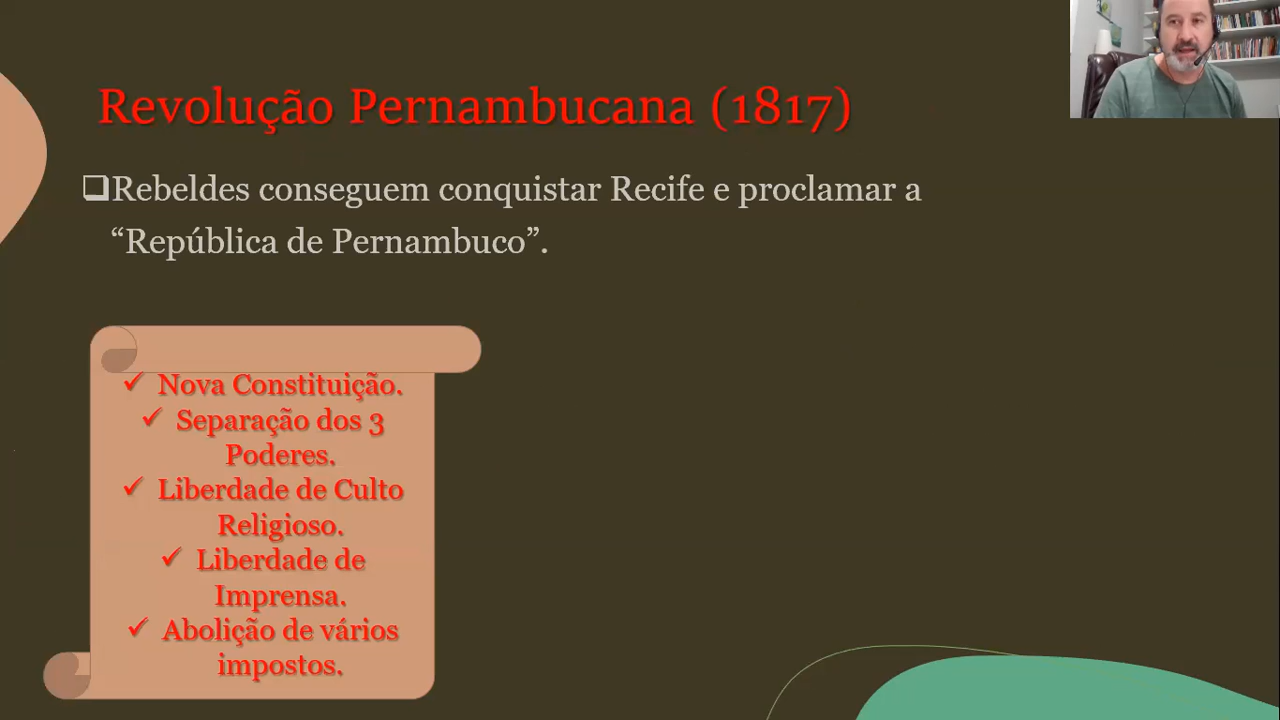 Revolução Pernambucana (1817)
❑Rebeldes conseguem conquistar Recife e proclamar a
“República de Pernambuco”.
✓ Nova Constituição.
✓ Separação dos 3
Poderes.
✓ Liberdade de Culto
Religioso.
✓ Liberdade de
Imprensa.
✓ Abolição de vários
impostos.